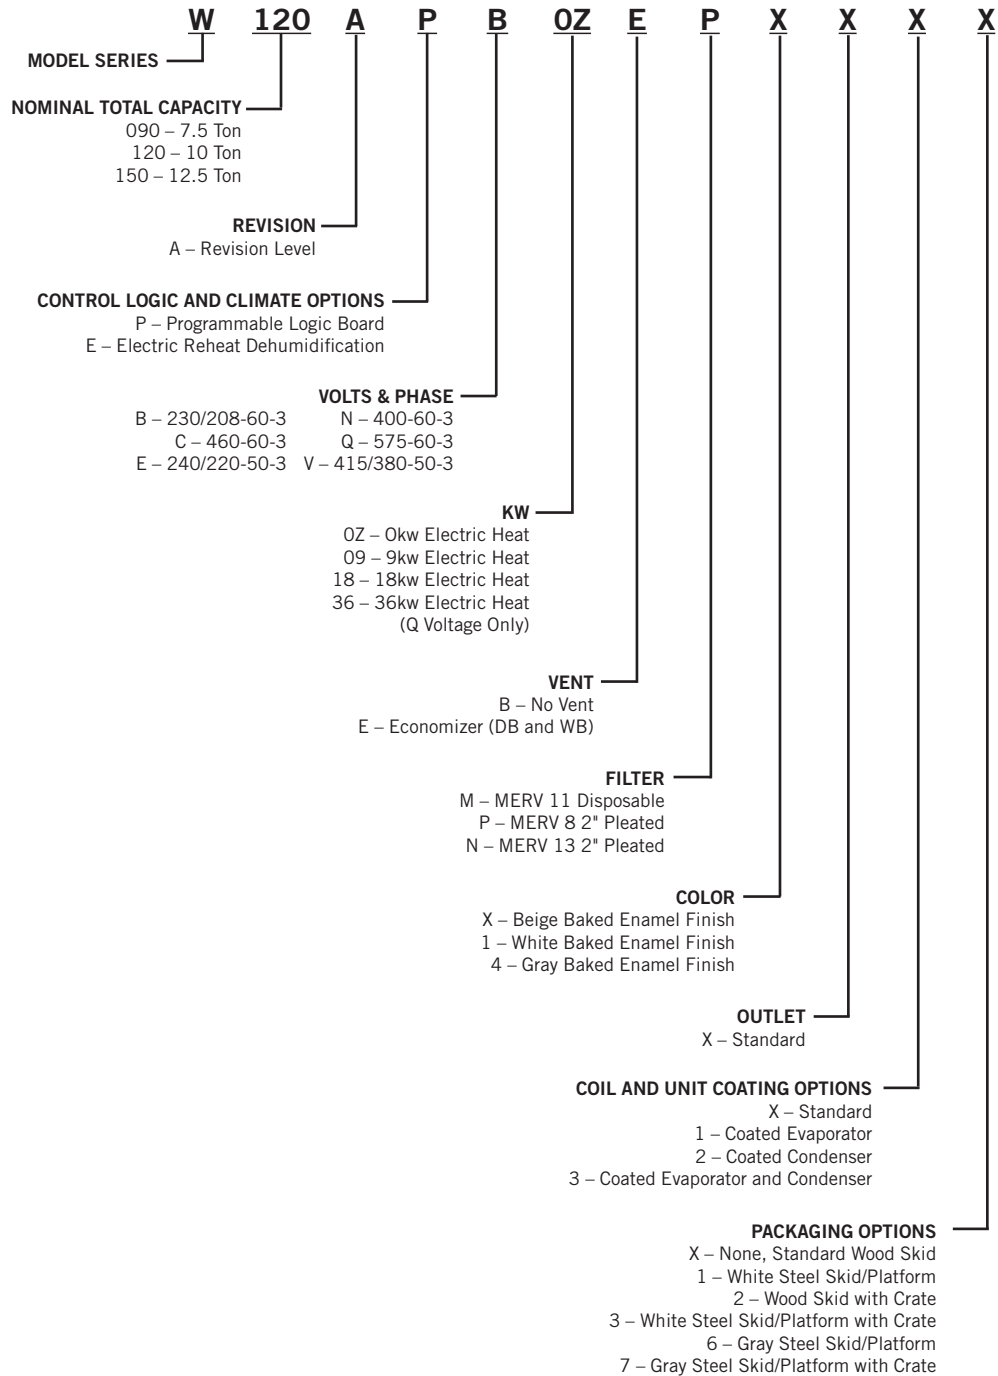 W 120 A P B 0Z E P X X X X
MODEL SERIES
NOMINAL TOTAL CAPACITY
090 – 7.5 Ton
120 – 10 Ton
150 – 12.5 Ton
REVISION
A – Revision Level
CONTROL LOGIC AND CLIMATE OPTIONS
P – Programmable Logic Board
E – Electric Reheat Dehumidification
VOLTS & PHASE
B – 230/208-60-3 N – 400-60-3
C – 460-60-3 Q – 575-60-3
E – 240/220-50-3 V – 415/380-50-3
KW
0Z – Okw Electric Heat
09 – 9kw Electric Heat
18 – 18kw Electric Heat
36 – 36kw Electric Heat
(Q Voltage Only)
VENT
B – No Vent
E – Economizer (DB and WB)
FILTER
M – MERV 11 Disposable
P – MERV 8 2" Pleated
N – MERV 13 2" Pleated
COLOR
X – Beige Baked Enamel Finish
1 – White Baked Enamel Finish
4 – Gray Baked Enamel Finish
OUTLET
X – Standard
COIL AND UNIT COATING OPTIONS
X – Standard
1 – Coated Evaporator
2 – Coated Condenser
3 – Coated Evaporator and Condenser
PACKAGING OPTIONS
X – None, Standard Wood Skid
1 – White Steel Skid/Platform
2 – Wood Skid with Crate
3 – White Steel Skid/Platform with Crate
6 – Gray Steel Skid/Platform
7 – Gray Steel Skid/Platform with Crate